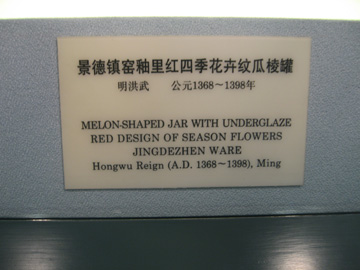 景德镇窑釉里红四季花卉纹瓜棱罐
明洪武 公元1368～1398年
MELON-SHAPED JAR WITH UNDERGLAZE
RED DESIGN OF SEASON FLOWERS
JINGDEZHEN WARE
Hongwu Reign (A.D. 1368～1398), Ming